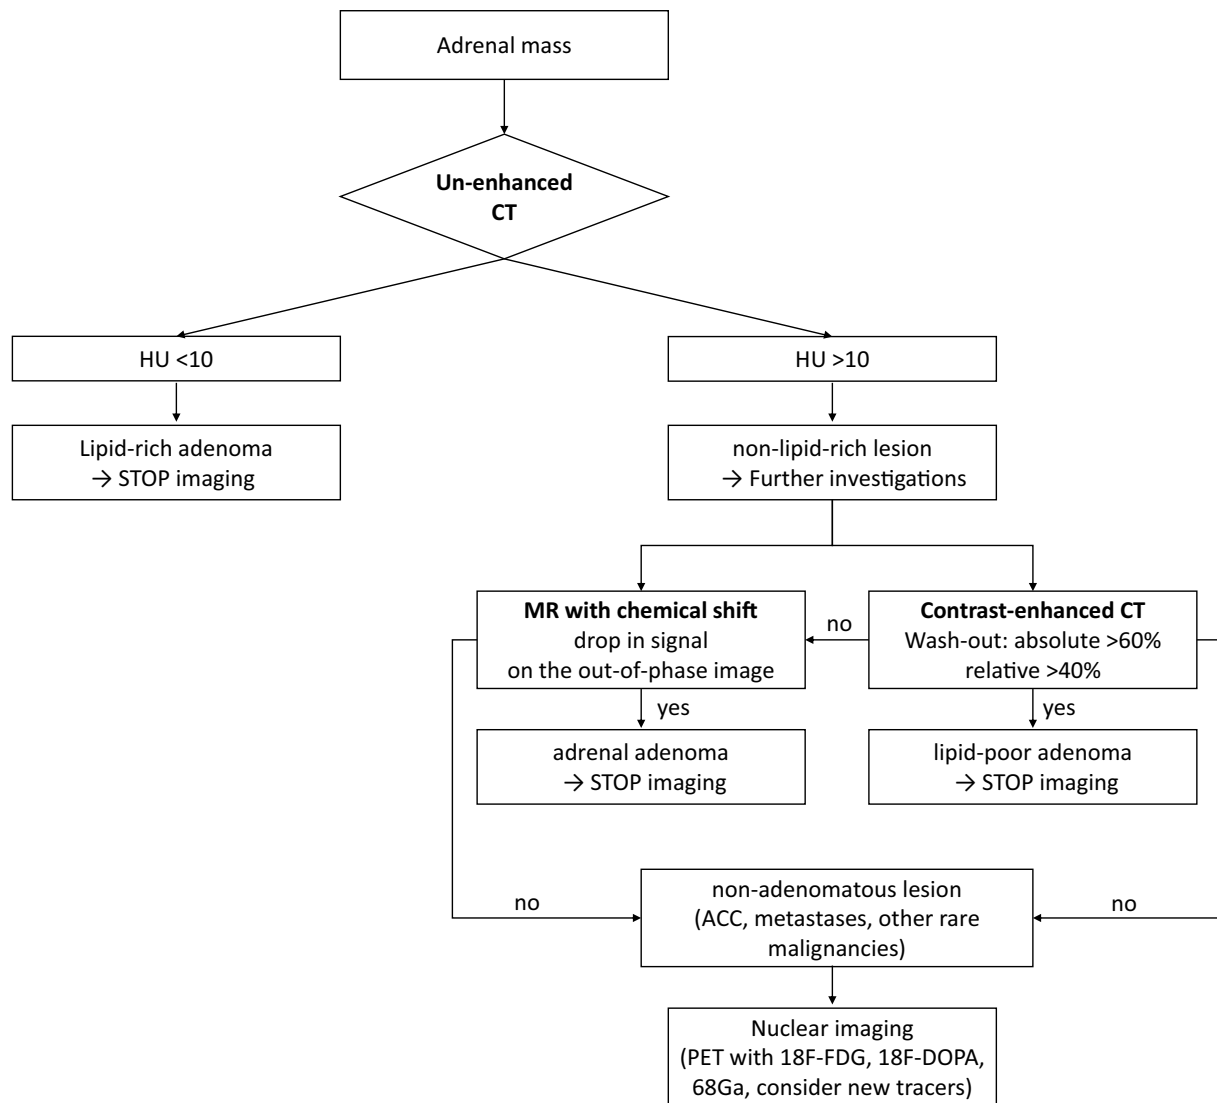 Adrenal mass
Un-enhanced
CT
HU <10
HU >10
Lipid-rich adenoma
→ STOP imaging
non-lipid-rich lesion
→ Further investigations
MR with chemical shift
drop in signal
on the out-of-phase image
no
Contrast-enhanced CT
Wash-out: absolute >60%
relative >40%
yes
yes
adrenal adenoma
→ STOP imaging
lipid-poor adenoma
→ STOP imaging
no
non-adenomatous lesion
(ACC, metastases, other rare
malignancies)
no
Nuclear imaging
(PET with 18F-FDG, 18F-DOPA,
68Ga, consider new tracers)